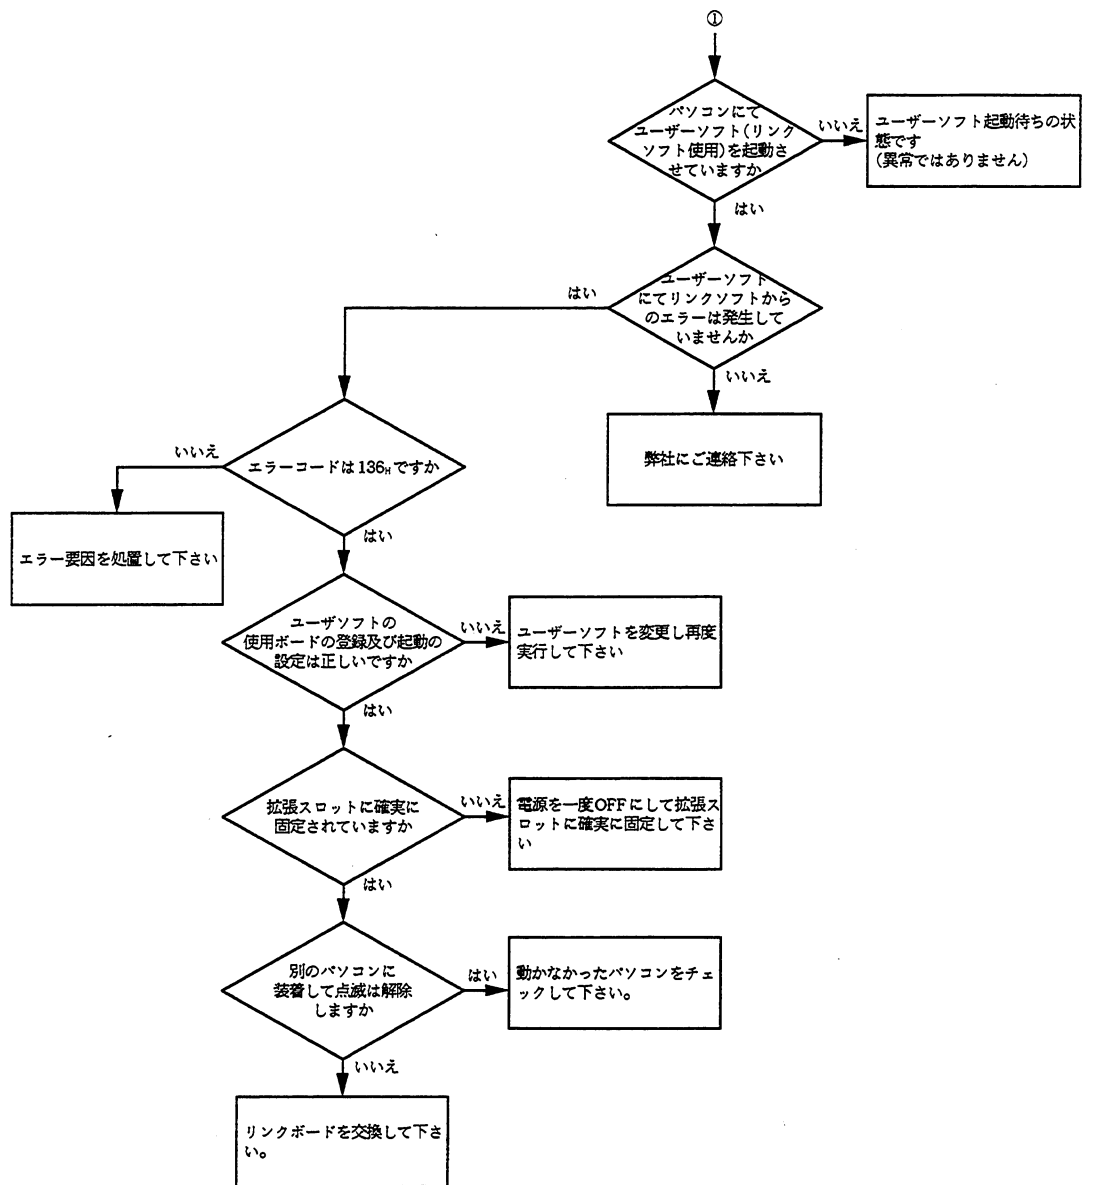 ①
パソコンにて
ユーザーソフト(リンク
ソフト使用)を起動さ
せていますか
いいえ
ユーザーソフト起動待ちの状
態です
(異常ではありません)
はい
ユーザーソフト
にてリンクソフトから
のエラーは発生して
いませんか
はい
いいえ
弊社にご連絡下さい
エラーコードは136Hですか
いいえ
エラー要因を処置して下さい
はい
ユーザソフトの
使用ボードの登録及び起動の
設定は正しいですか
いいえ
ユーザーソフトを変更し再度
実行して下さい
はい
拡張スロットに確実に
固定されていますか
いいえ
電源を一度OFFにして拡張ス
ロットに確実に固定して下さ
い
はい
別のパソコンに
装着して点滅は解除
しますか
はい
動かなかったパソコンをチェ
ックして下さい。
いいえ
リンクボードを交換して下さ
い。